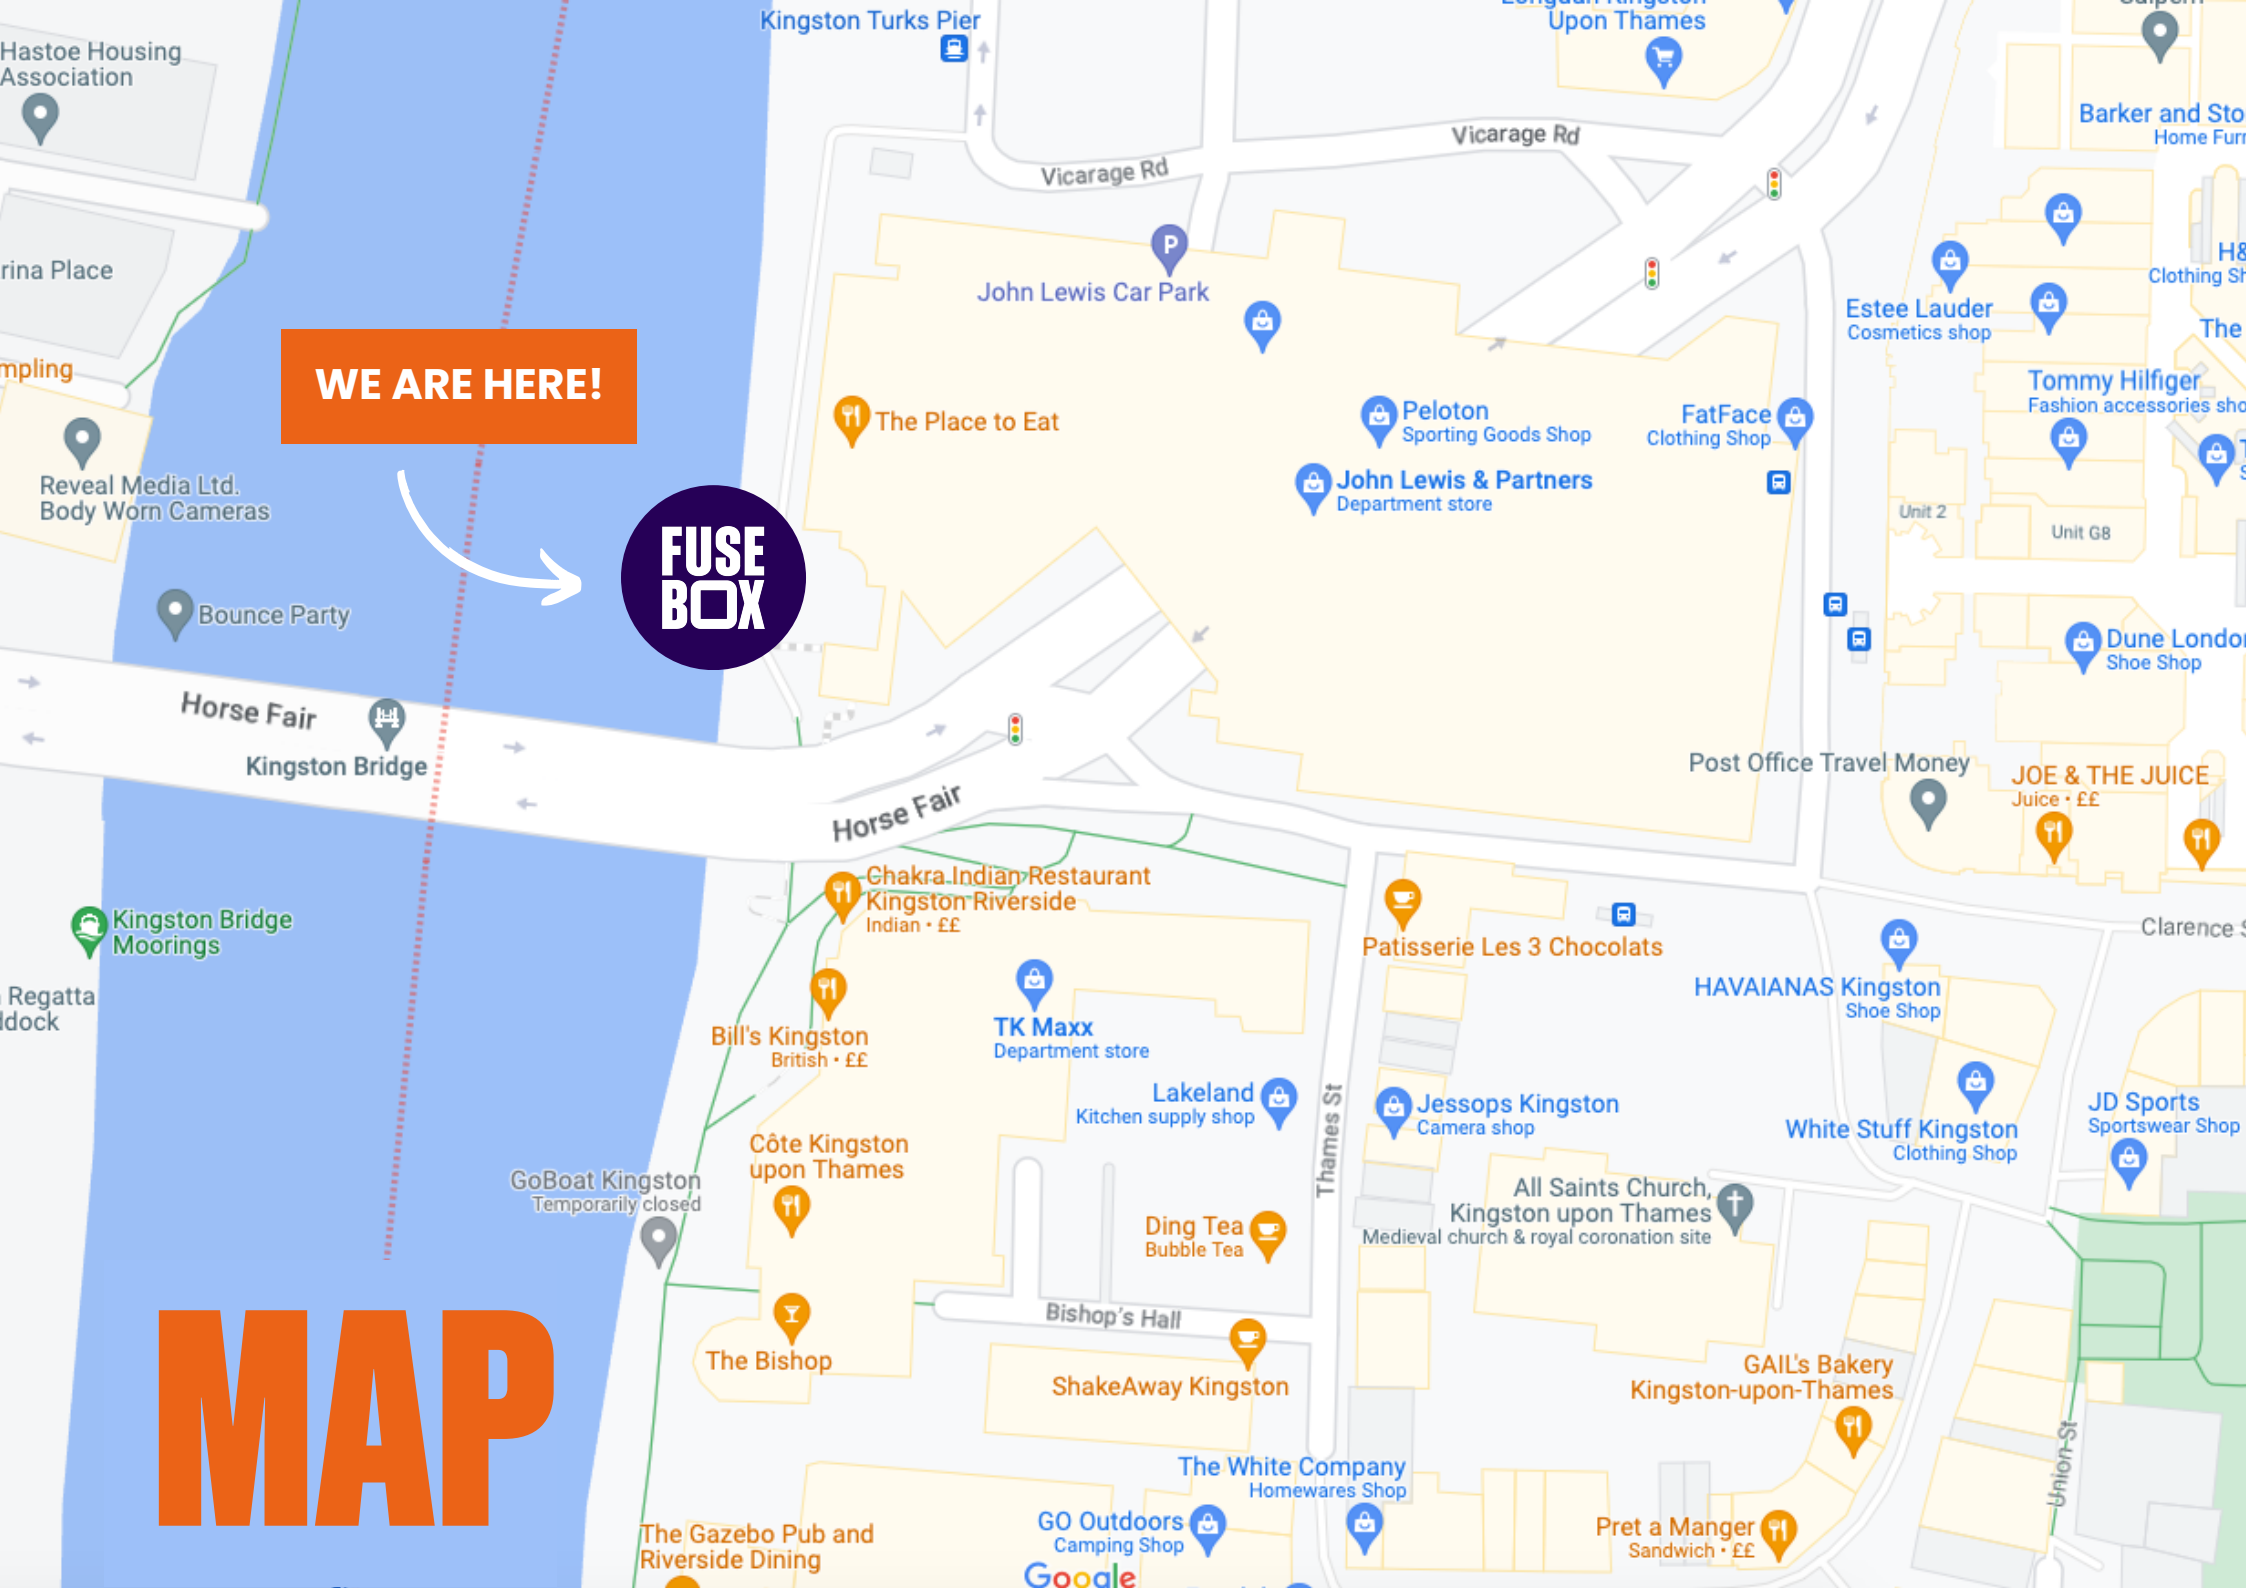 Kingston Turks Pier
Upon Thames
Hastoe Housing
Association
Barker and Sto
Home Furr
Vicarage Rd
Vicarage Rd
P
John Lewis Car Park
rina Place
H&
Clothing Sh
Estee Lauder
Cosmetics shop
The
WE ARE HERE!
mpling
Tommy Hilfiger
Fashion accessories sho
The Place to Eat
Peloton
Sporting Goods Shop
FatFace
Clothing Shop
John Lewis & Partners
Department store
Reveal Media Ltd.
Body Worn Cameras
Unit 2
Unit G8
FUSE
BOX
Bounce Party
Dune London
Shoe Shop
Horse Fair
Kingston Bridge
Horse Fair
Post Office Travel Money
JOE & THE JUICE
Juice • ££
Chakra Indian Restaurant
Kingston Riverside
Indian • ££
Kingston Bridge
Moorings
Patisserie Les 3 Chocolats
Clarence S
Regatta
ddock
HAVAIANAS Kingston
Shoe Shop
Bill's Kingston
British • ££
TK Maxx
Department store
Lakeland
Kitchen supply shop
Thames St
Jessops Kingston
Camera shop
White Stuff Kingston
Clothing Shop
JD Sports
Sportswear Shop
Côte Kingston
upon Thames
GoBoat Kingston
Temporarily closed
All Saints Church,
Kingston upon Thames
Medieval church & royal coronation site
Ding Tea
Bubble Tea
Bishop's Hall
The Bishop
ShakeAway Kingston
GAIL's Bakery
Kingston-upon-Thames
MAP
Union St
The White Company
Homewares Shop
GO Outdoors
Camping Shop
Pret a Manger
Sandwich • ££
The Gazebo Pub and
Riverside Dining
Google